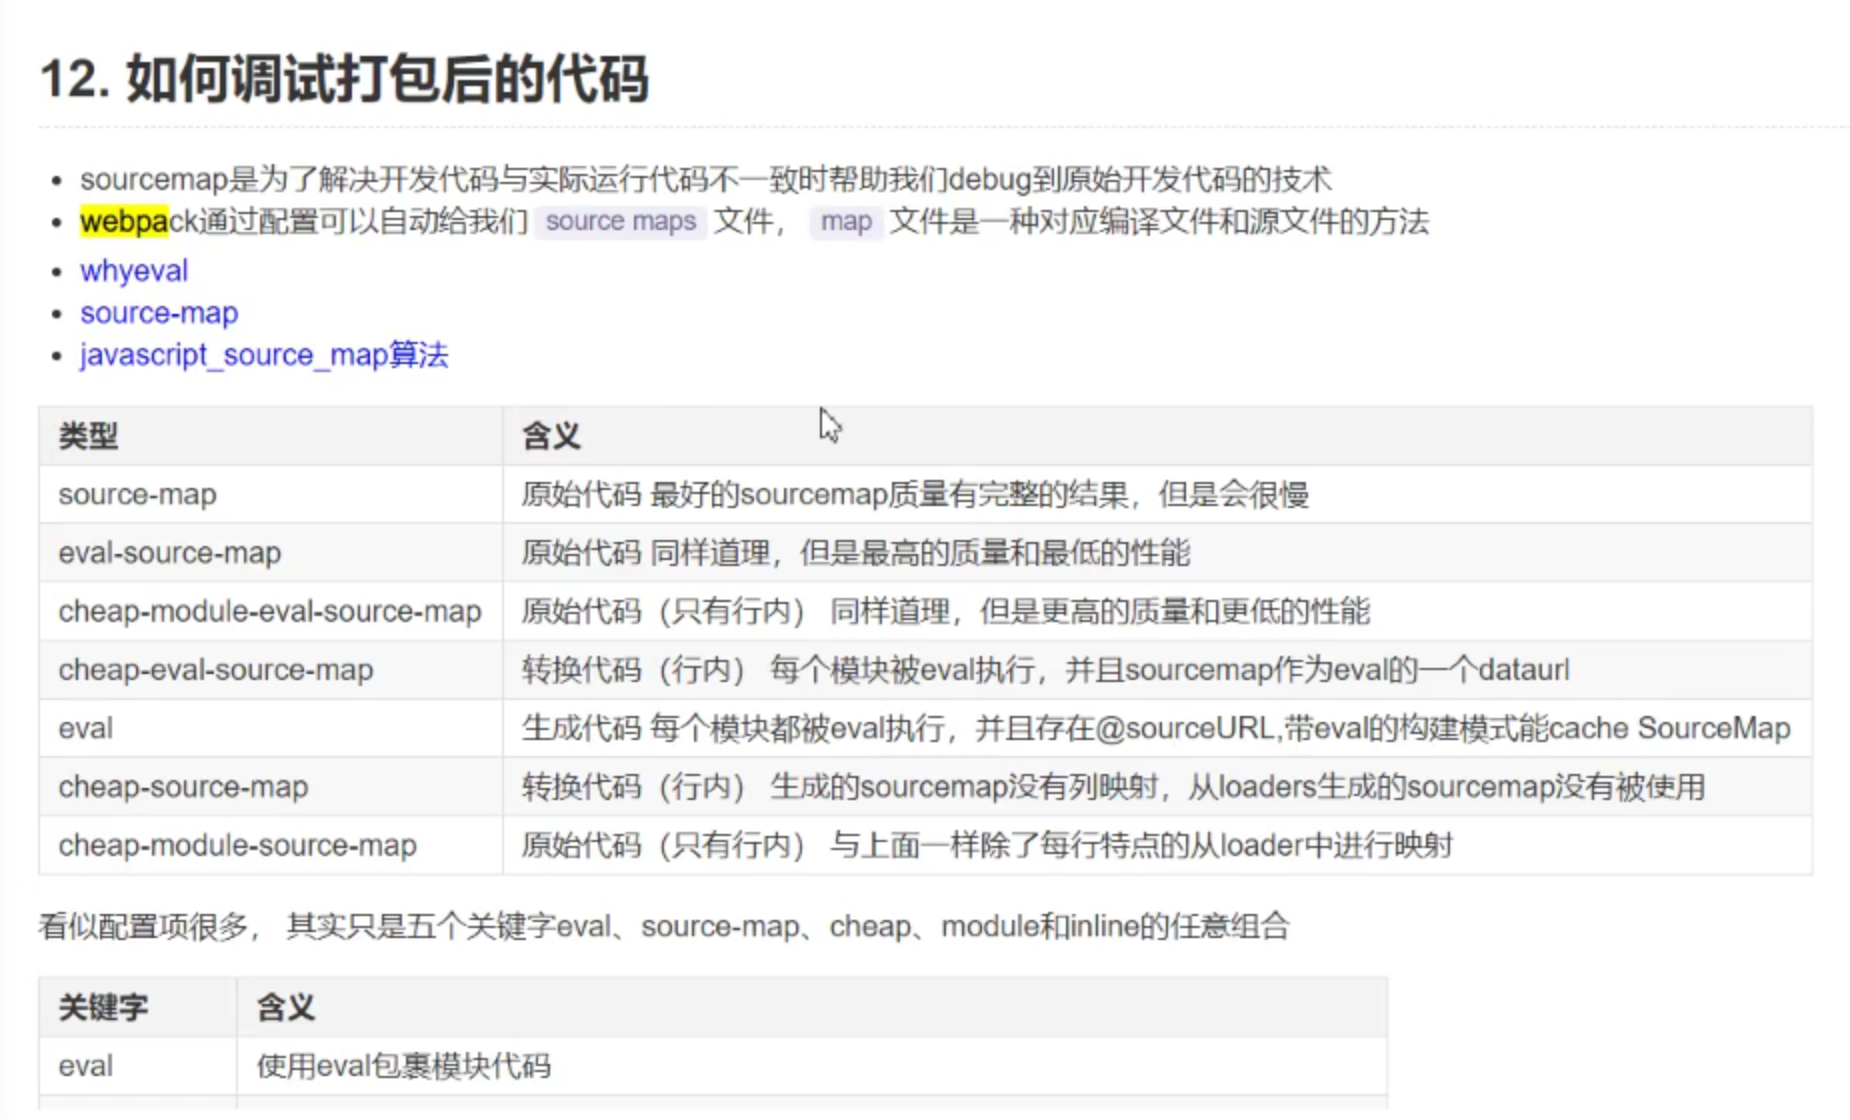 12. 如何调试打包后的代码
sourcemap是为了解决开发代码与实际运行代码不一致时帮助我们debug到原始开发代码的技术
webpack通过配置可以自动给我们 source maps 文件， map 文件是一种对应编译文件和源文件的方法
whyeval
source-map
javascript_source_map算法
类型 含义
source-map 原始代码 最好的sourcemap质量有完整的结果，但是会很慢
eval-source-map 原始代码 同样道理，但是最高的质量和最低的性能
cheap-module-eval-source-map 原始代码（只有行内） 同样道理，但是更高的质量和更低的性能
cheap-eval-source-map 转换代码（行内） 每个模块被eval执行，并且sourcemap作为eval的一个dataurl
eval 生成代码 每个模块都被eval执行，并且存在@sourceURL,带eval的构建模式能cache SourceMap
cheap-source-map 转换代码（行内） 生成的sourcemap没有列映射，从loaders生成的sourcemap没有被使用
cheap-module-source-map 原始代码（只有行内） 与上面一样除了每行特点的从loader中进行映射
看似配置项很多， 其实只是五个关键字eval、source-map、cheap、module和inline的任意组合
关键字 含义
eval 使用eval包裹模块代码